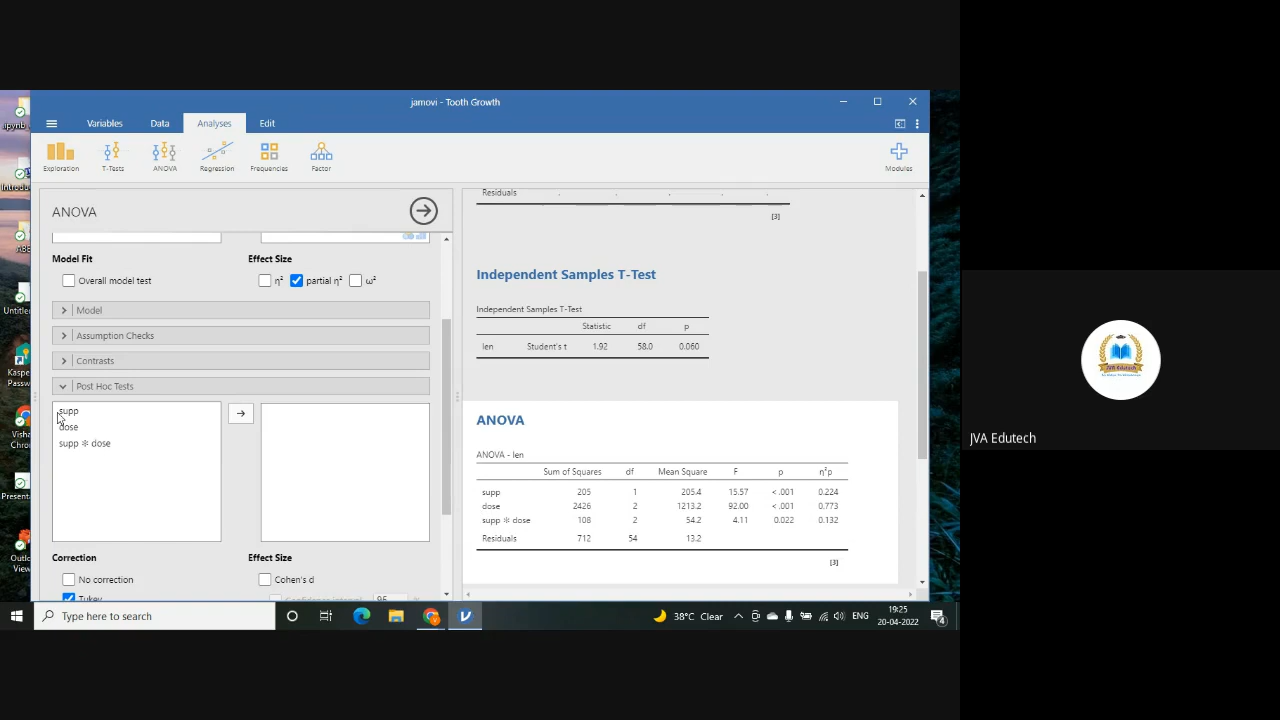 jamovi - Tooth Growth
Variables Data Analyses Edit
Exploration T-Tests ANOVA Regression Frequencies Factor Modules
ANOVA
Model Fit Effect Size
Overall model test η² partial η² ω²
Model
Assumption Checks
Contrasts
Post Hoc Tests
supp
dose
supp ✻ dose
Correction Effect Size
No correction Cohen's d
Tukey Confidence interval 95
Residuals . . . . .
[3]
Independent Samples T-Test
Independent Samples T-Test
Statistic df p
len Student's t 1.92 58.0 0.060
ANOVA
ANOVA - len
Sum of Squares df Mean Square F p η²p
supp 205 1 205.4 15.57 < .001 0.224
dose 2426 2 1213.2 92.00 < .001 0.773
supp ✻ dose 108 2 54.2 4.11 0.022 0.132
Residuals 712 54 13.2
[3]
Type here to search
38°C Clear
ENG
19:25
20-04-2022
4
JVA Edutech